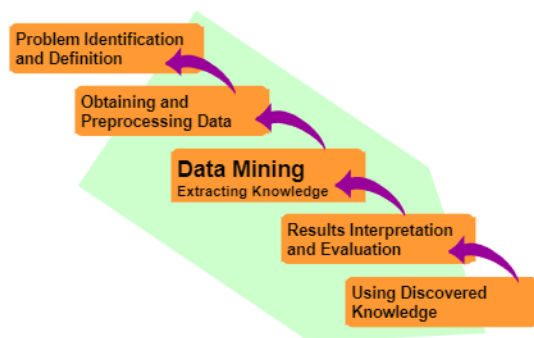 Problem Identification
and Definition
Obtaining and
Preprocessing Data
Data Mining
Extracting Knowledge
Results Interpretation
and Evaluation
Using Discovered
Knowledge